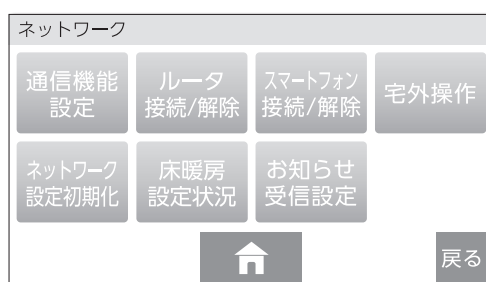 ネットワーク
通信機能
設定
ルータ
接続/解除
スマートフォン
接続/解除
宅外操作
ネットワーク
設定初期化
床暖房
設定状況
お知らせ
受信設定
戻る